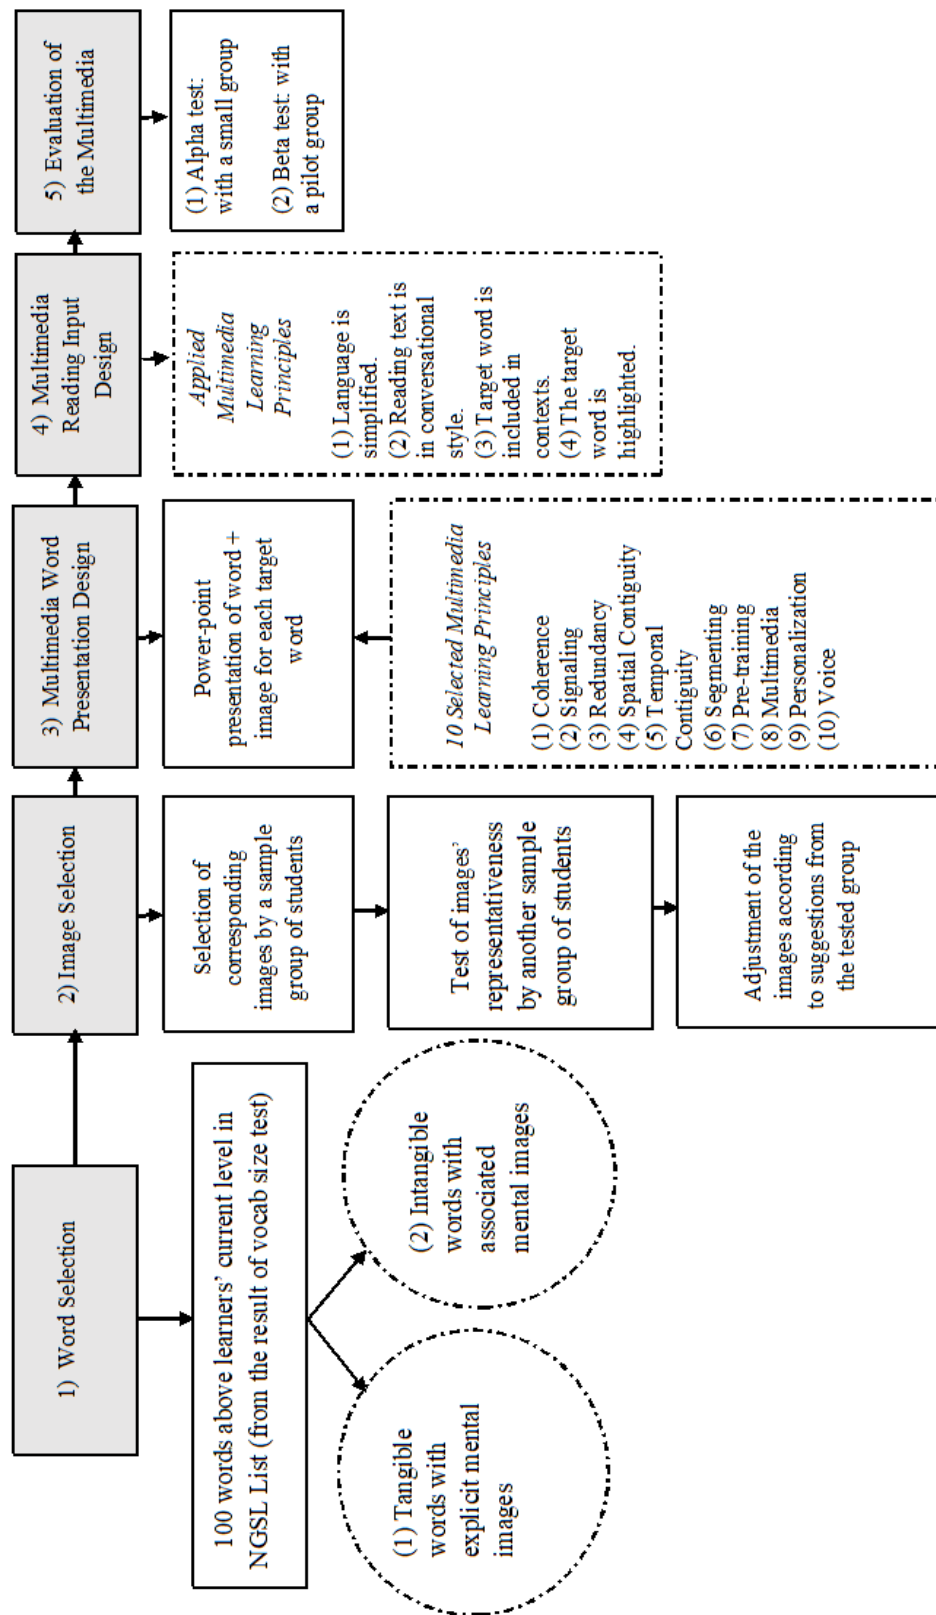 1) Word Selection
100 words above learners’ current level in
NGSL List (from the result of vocab size test)
(1) Tangible
words with
explicit mental
images
(2) Intangible
words with
associated
mental images
2) Image Selection
Selection of
corresponding
images by a sample
group of students
Test of images’
representativeness
by another sample
group of students
Adjustment of the
images according
to suggestions from
the tested group
3) Multimedia Word
Presentation Design
Power-point
presentation of word +
image for each target
word
10 Selected Multimedia
Learning Principles
(1) Coherence
(2) Signaling
(3) Redundancy
(4) Spatial Contiguity
(5) Temporal
Contiguity
(6) Segmenting
(7) Pre-training
(8) Multimedia
(9) Personalization
(10) Voice
4) Multimedia
Reading Input
Design
Applied
Multimedia
Learning
Principles
(1) Language is
simplified.
(2) Reading text is
in conversational
style.
(3) Target word is
included in
contexts.
(4) The target
word is
highlighted.
5) Evaluation of
the Multimedia
(1) Alpha test:
with a small group
(2) Beta test: with
a pilot group